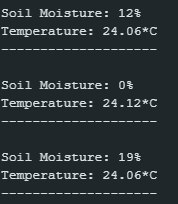 Soil Moisture: 12%
Temperature: 24.06*C
--------------------
Soil Moisture: 0%
Temperature: 24.12*C
--------------------
Soil Moisture: 19%
Temperature: 24.06*C
--------------------